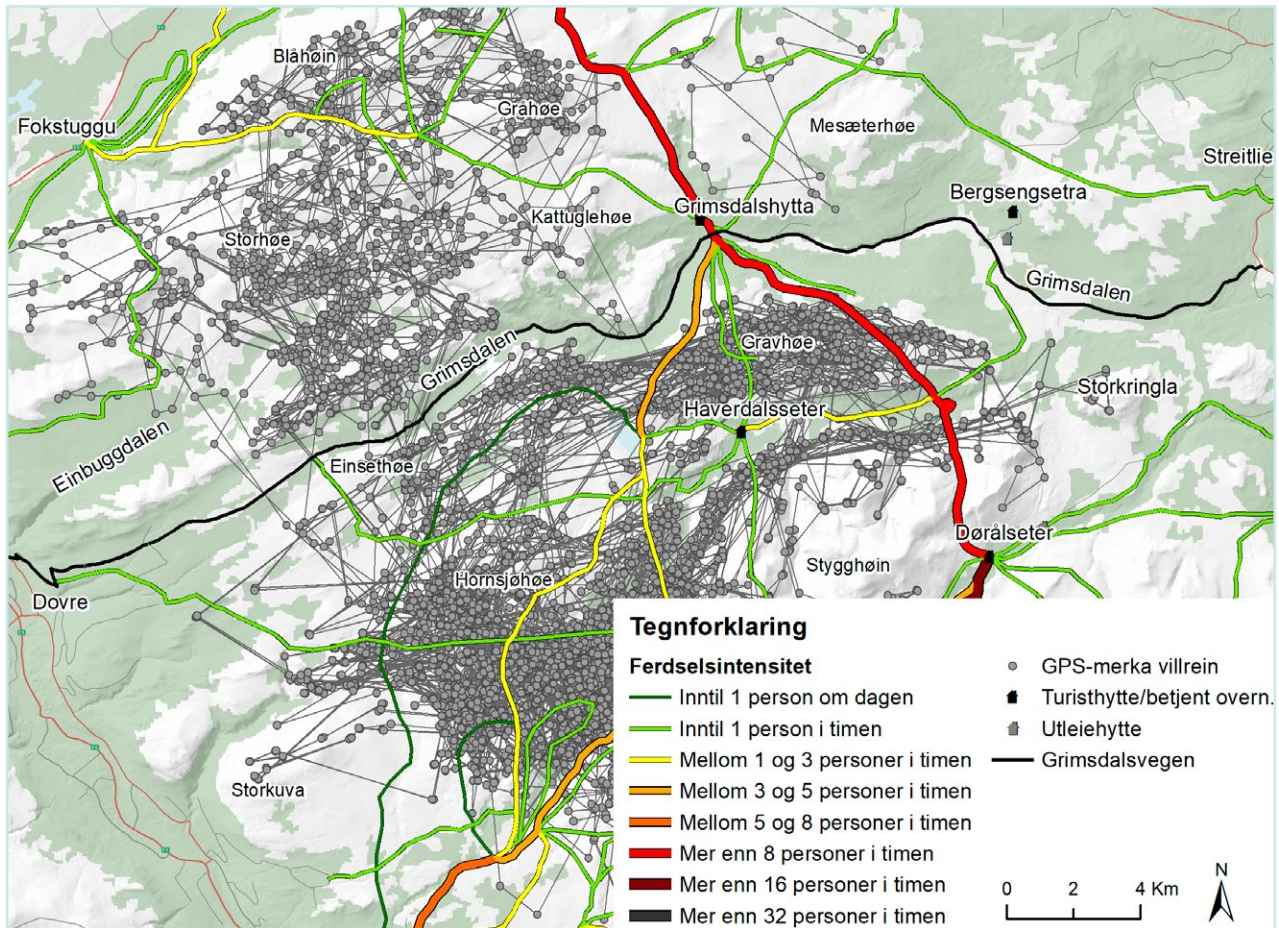 Blåhøin
Gråhøe
Fokstuggu
Mesæterhøe
Streitlie
Bergsengsetra
Grimsdalshytta
Kattuglehøe
Storhøe
Grimsdalen
Grimsdalen
Gravhøe
Storkringla
Haverdalsseter
Einbuggdalen
Einsethøe
Dørålseter
Stygghøin
Hornsjøhøe
Dovre
Storkuva
Tegnforklaring
Ferdselsintensitet
Inntil 1 person om dagen
Inntil 1 person i timen
Mellom 1 og 3 personer i timen
Mellom 3 og 5 personer i timen
Mellom 5 og 8 personer i timen
Mer enn 8 personer i timen
Mer enn 16 personer i timen
Mer enn 32 personer i timen
GPS-merka villrein
Turisthytte/betjent overn.
Utleiehytte
Grimsdalsvegen
0 2 4 Km
N